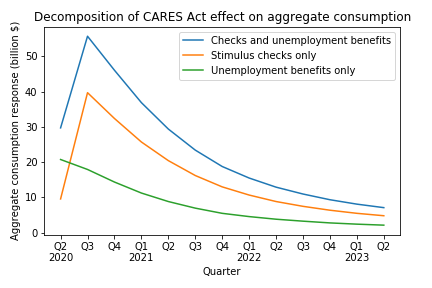 Decomposition of CARES Act effect on aggregate consumption
Aggregate consumption response (billion $)
50
40
30
20
10
0
Checks and unemployment benefits
Stimulus checks only
Unemployment benefits only
Q2 Q3 Q4 Q1 Q2 Q3 Q4 Q1 Q2 Q3 Q4 Q1 Q2
2020 2021 2022 2023
Quarter